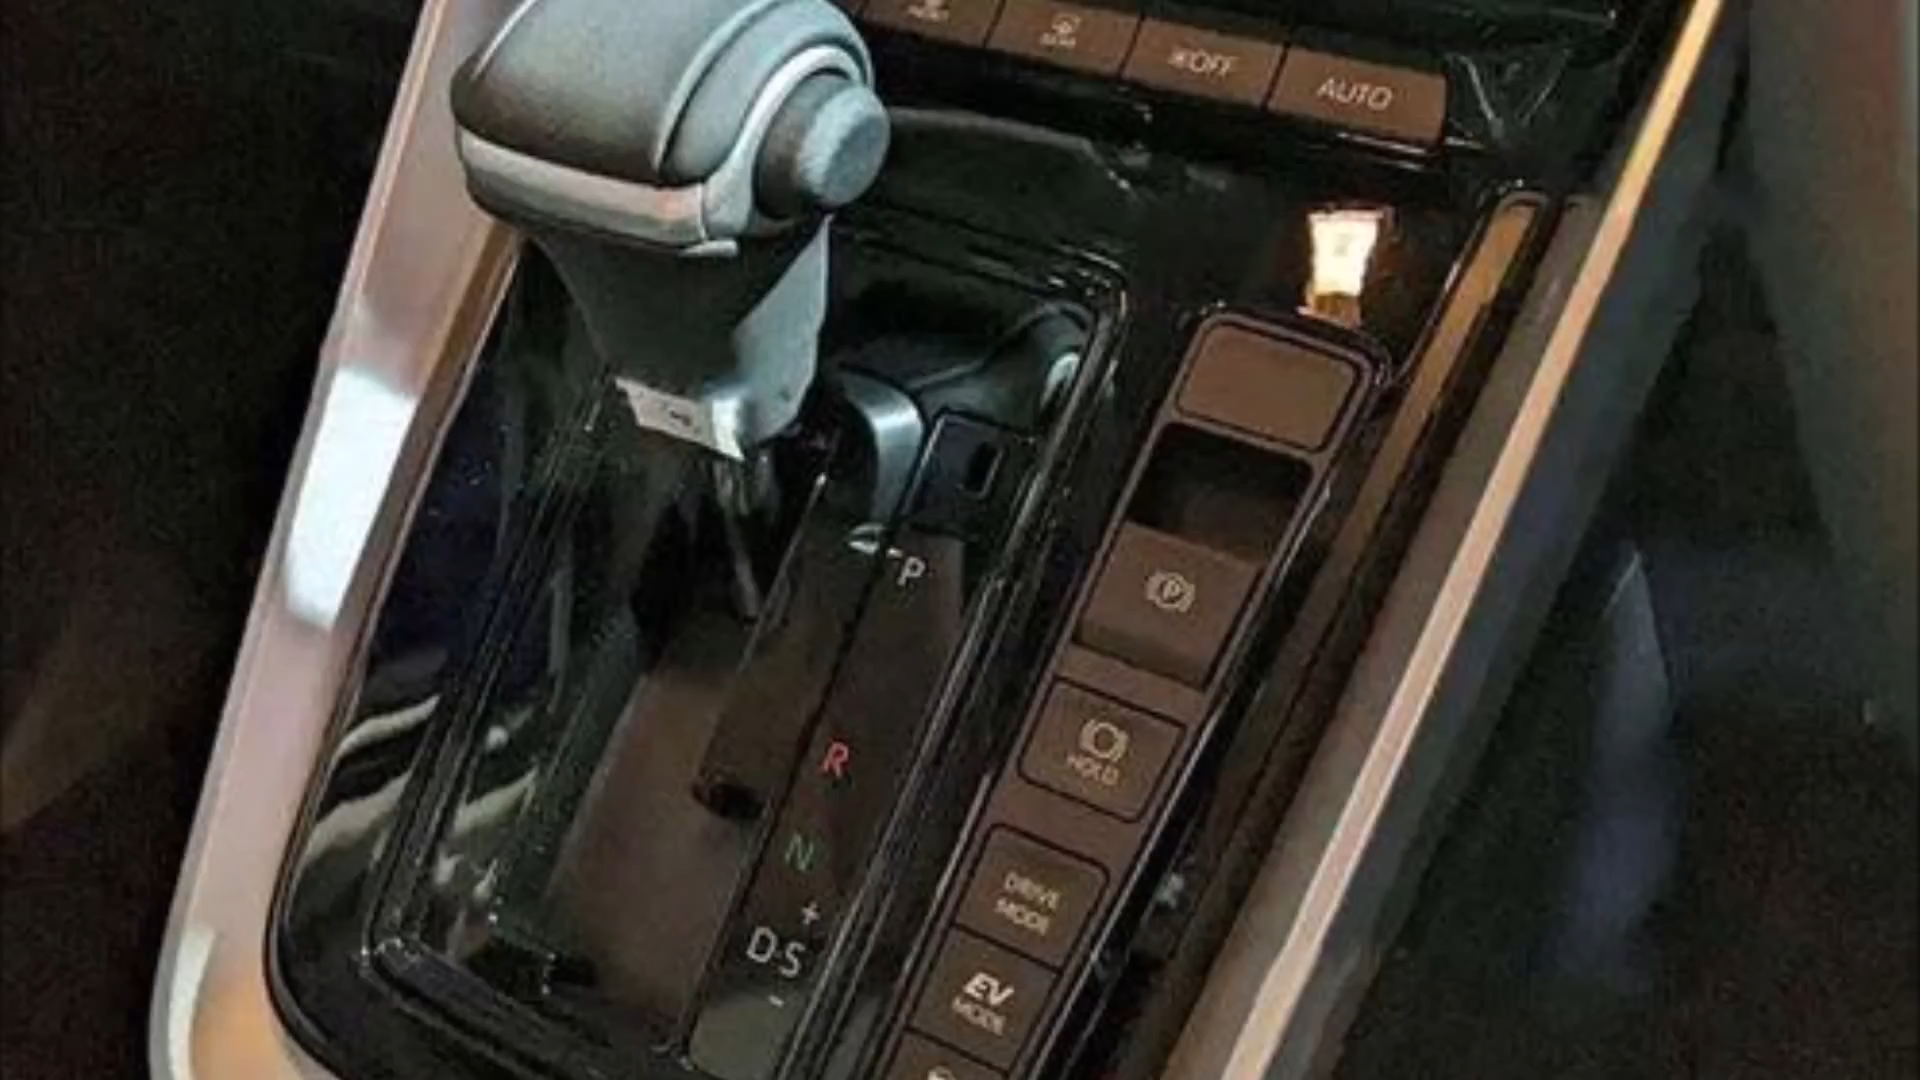 OFF
AUTO
P
R
N
+
D-S
-
P
HOLD
DRIVE
MODE
EV
MODE